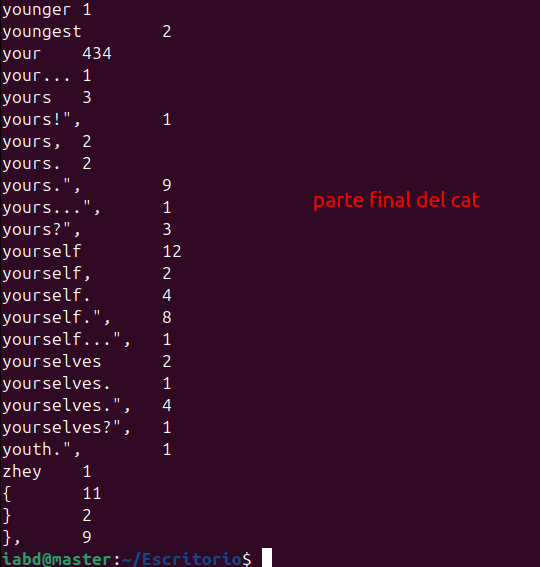 younger 1
youngest 2
your 434
your... 1
yours 3
yours!", 1
yours, 2
yours. 2
yours.", 9
yours...", 1
yours?", 3
yourself 12
yourself, 2
yourself. 4
yourself.", 8
yourself...", 1
yourselves 2
yourselves. 1
yourselves.", 4
yourselves?", 1
youth.", 1
zhey 1
{ 11
} 2
}, 9
iabd@master:~/Escritorio$
parte final del cat